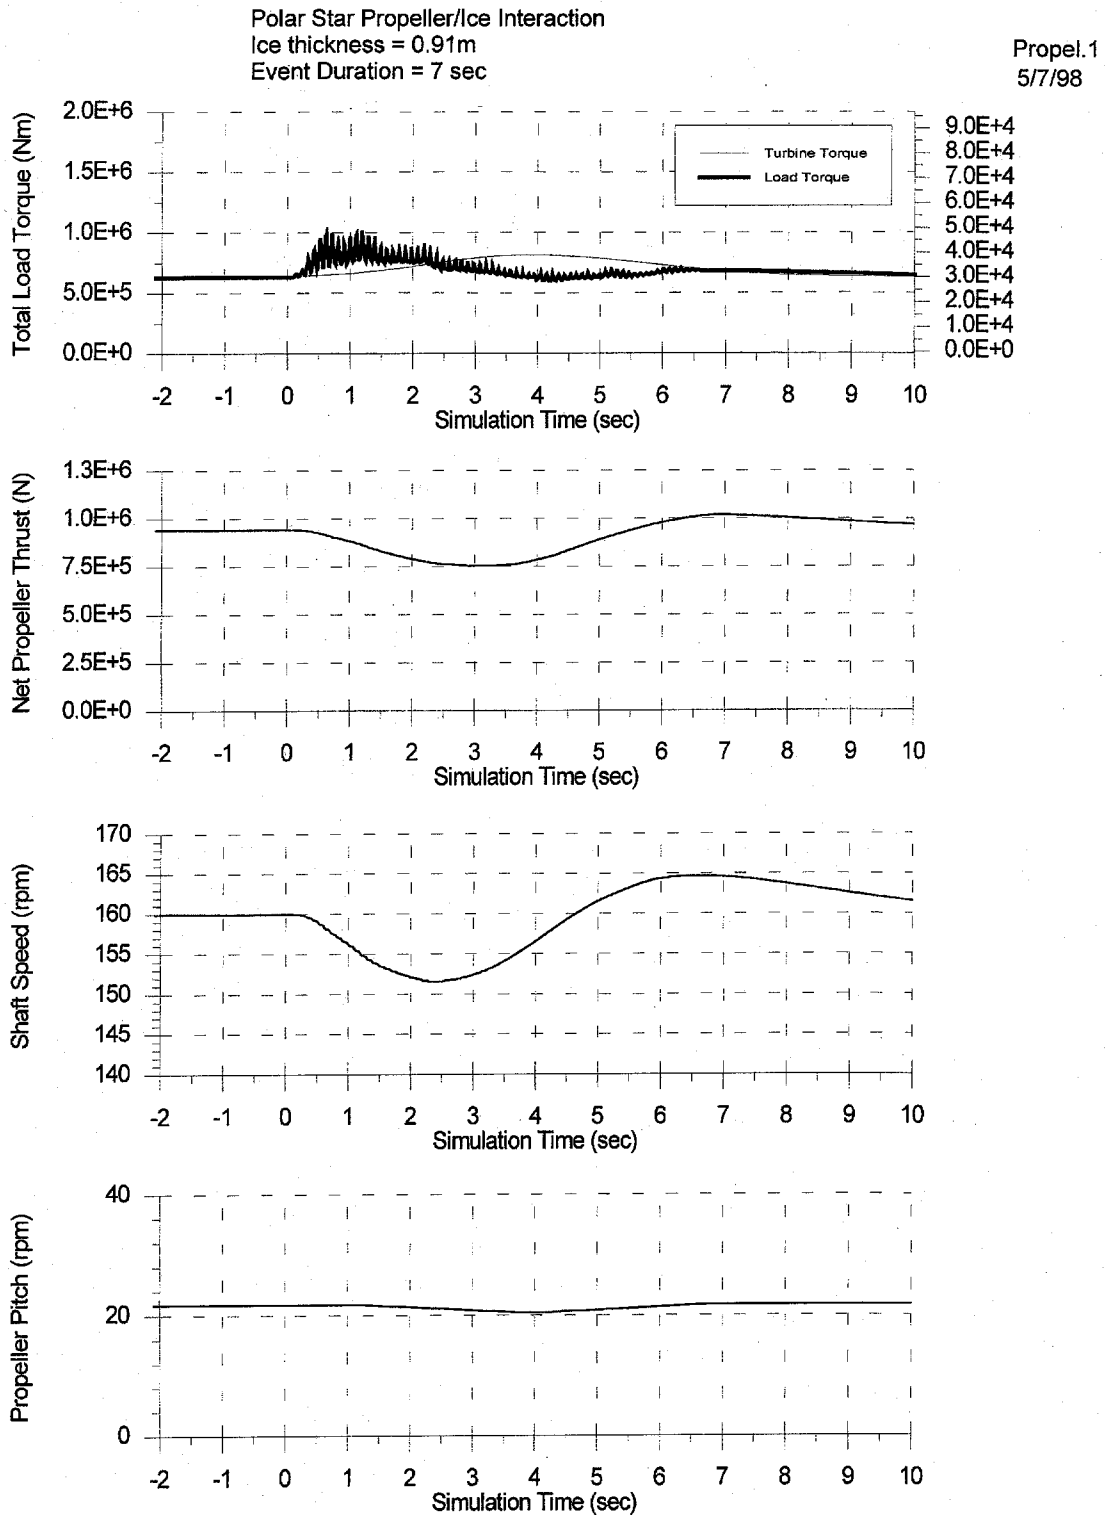 Polar Star Propeller/Ice Interaction
Ice thickness = 0.91m
Event Duration = 7 sec
Propel.1
5/7/98
Total Load Torque (Nm)
2.0E+6
1.5E+6
1.0E+6
5.0E+5
0.0E+0
Turbine Torque
Load Torque
9.0E+4
8.0E+4
7.0E+4
6.0E+4
5.0E+4
4.0E+4
3.0E+4
2.0E+4
1.0E+4
0.0E+0
-2 -1 0 1 2 3 4 5 6 7 8 9 10
Simulation Time (sec)
Net Propeller Thrust (N)
1.3E+6
1.0E+6
7.5E+5
5.0E+5
2.5E+5
0.0E+0
-2 -1 0 1 2 3 4 5 6 7 8 9 10
Simulation Time (sec)
Shaft Speed (rpm)
170
165
160
155
150
145
140
-2 -1 0 1 2 3 4 5 6 7 8 9 10
Simulation Time (sec)
Propeller Pitch (rpm)
40
20
0
-2 -1 0 1 2 3 4 5 6 7 8 9 10
Simulation Time (sec)